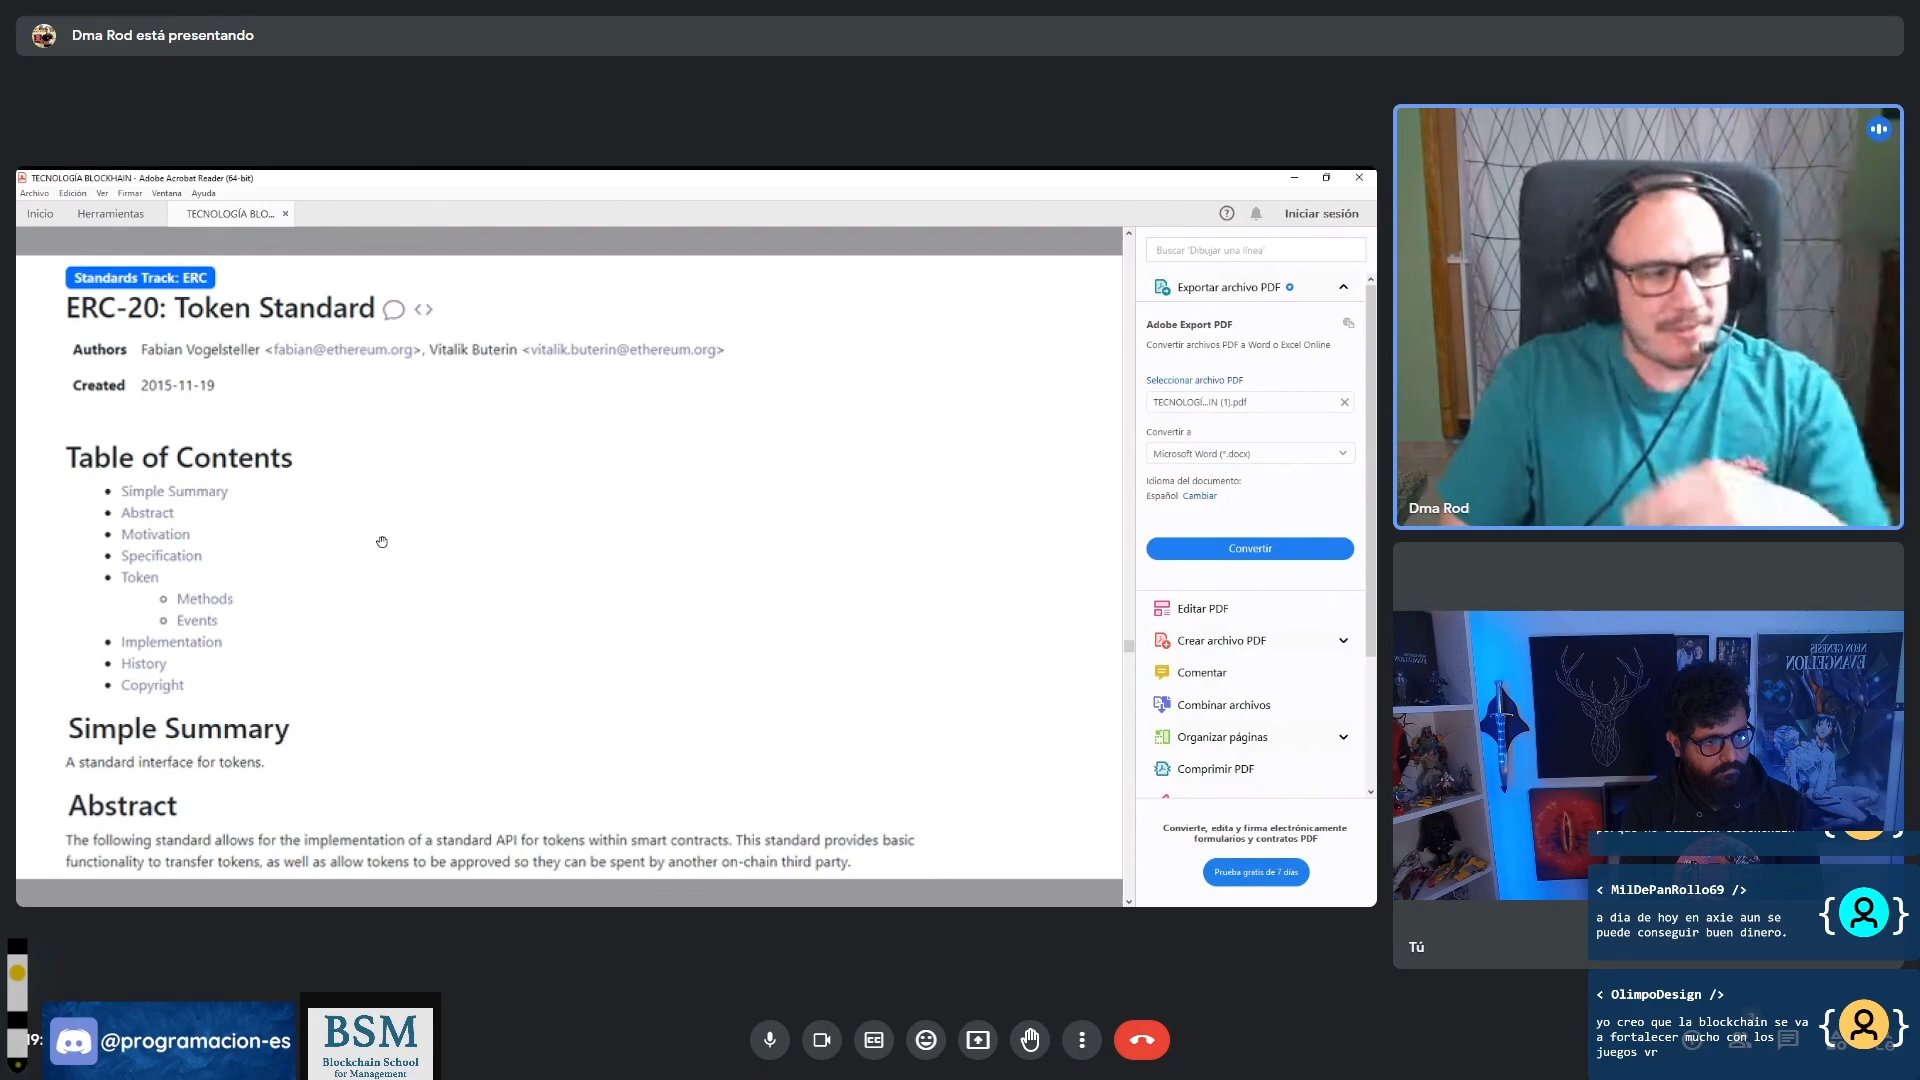 Dma Rod está presentando
TECNOLOGÍA BLOCKHAIN - Adobe Acrobat Reader (64-bit)
Archivo Edición Ver Firmar Ventana Ayuda
Inicio Herramientas TECNOLOGÍA BLO... × Iniciar sesión
Standards Track: ERC
ERC-20: Token Standard
Authors Fabian Vogelsteller <fabian@ethereum.org>, Vitalik Buterin <vitalik.buterin@ethereum.org>
Created 2015-11-19
Table of Contents
• Simple Summary
• Abstract
• Motivation
• Specification
• Token
○ Methods
○ Events
• Implementation
• History
• Copyright
Simple Summary
A standard interface for tokens.
Abstract
The following standard allows for the implementation of a standard API for tokens within smart contracts. This standard provides basic
functionality to transfer tokens, as well as allow tokens to be approved so they can be spent by another on-chain third party.
Buscar 'Dibujar una línea'
Exportar archivo PDF
Adobe Export PDF
Convertir archivos PDF a Word o Excel Online
Seleccionar archivo PDF
TECNOLOGÍ...IN (1).pdf
Convertir a
Microsoft Word (*.docx)
Idioma del documento:
Español Cambiar
Convertir
Editar PDF
Crear archivo PDF
Comentar
Combinar archivos
Organizar páginas
Comprimir PDF
Convierte, edita y firma electrónicamente
formularios y contratos PDF
Prueba gratis de 7 días
Dma Rod
NEON GENESIS
EVANGELION
Tú
< MilDePanRollo69 />
a dia de hoy en axie aun se
puede conseguir buen dinero.
< OlimpoDesign />
yo creo que la blockchain se va
a fortalecer mucho con los
juegos vr
19:
@programacion-es
BSM
Blockchain School
for Management